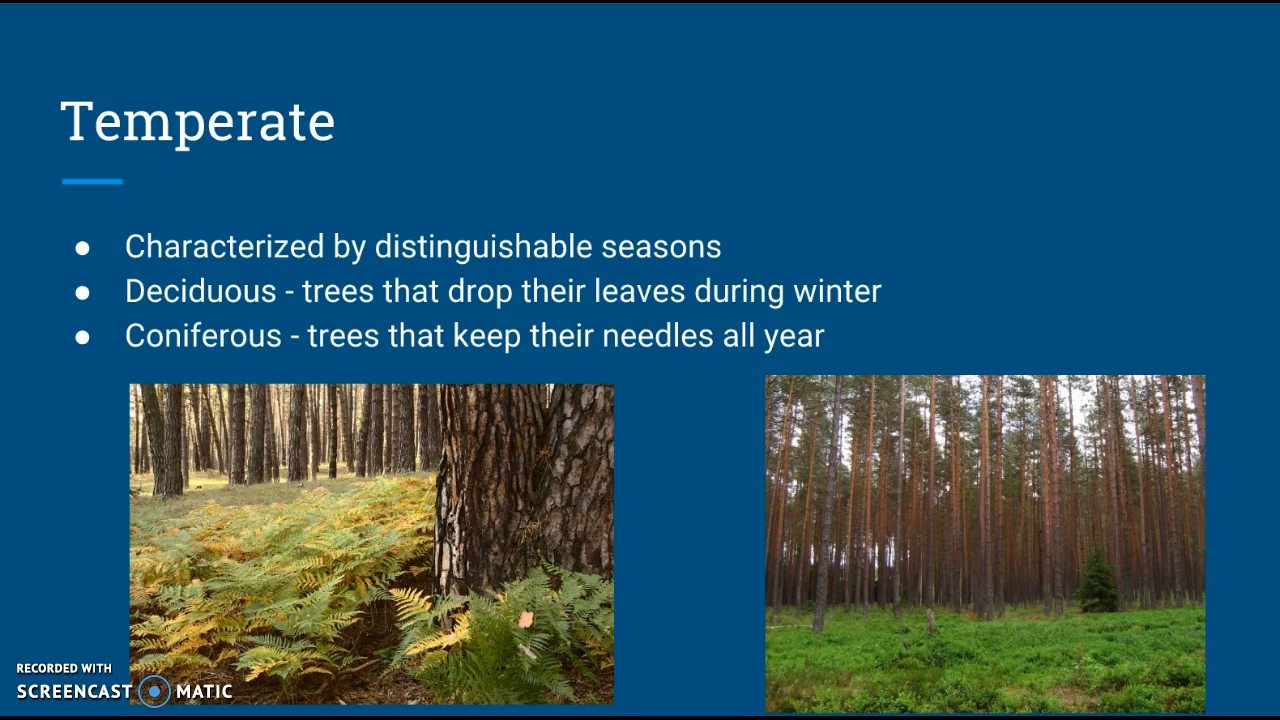 Temperate
● Characterized by distinguishable seasons
● Deciduous - trees that drop their leaves during winter
● Coniferous - trees that keep their needles all year
RECORDED WITH
SCREENCAST MATIC